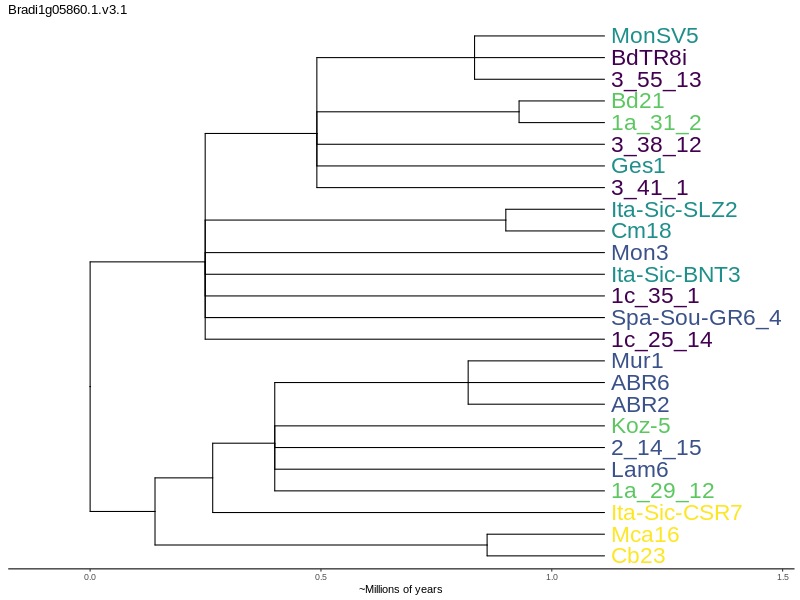 Bradi1g05860.1.v3.1
MonSV5
BdTR8i
3_55_13
Bd21
1a_31_2
3_38_12
Ges1
3_41_1
Ita-Sic-SLZ2
Cm18
Mon3
Ita-Sic-BNT3
1c_35_1
Spa-Sou-GR6_4
1c_25_14
Mur1
ABR6
ABR2
Koz-5
2_14_15
Lam6
1a_29_12
Ita-Sic-CSR7
Mca16
Cb23
0.0 0.5 1.0 1.5
~Millions of years